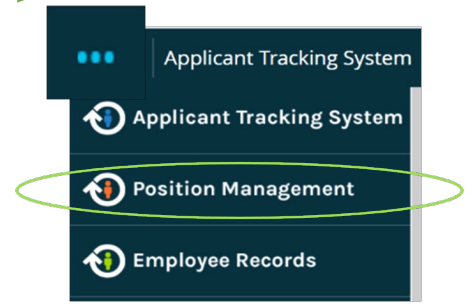 Applicant Tracking System
Applicant Tracking System
Position Management
Employee Records